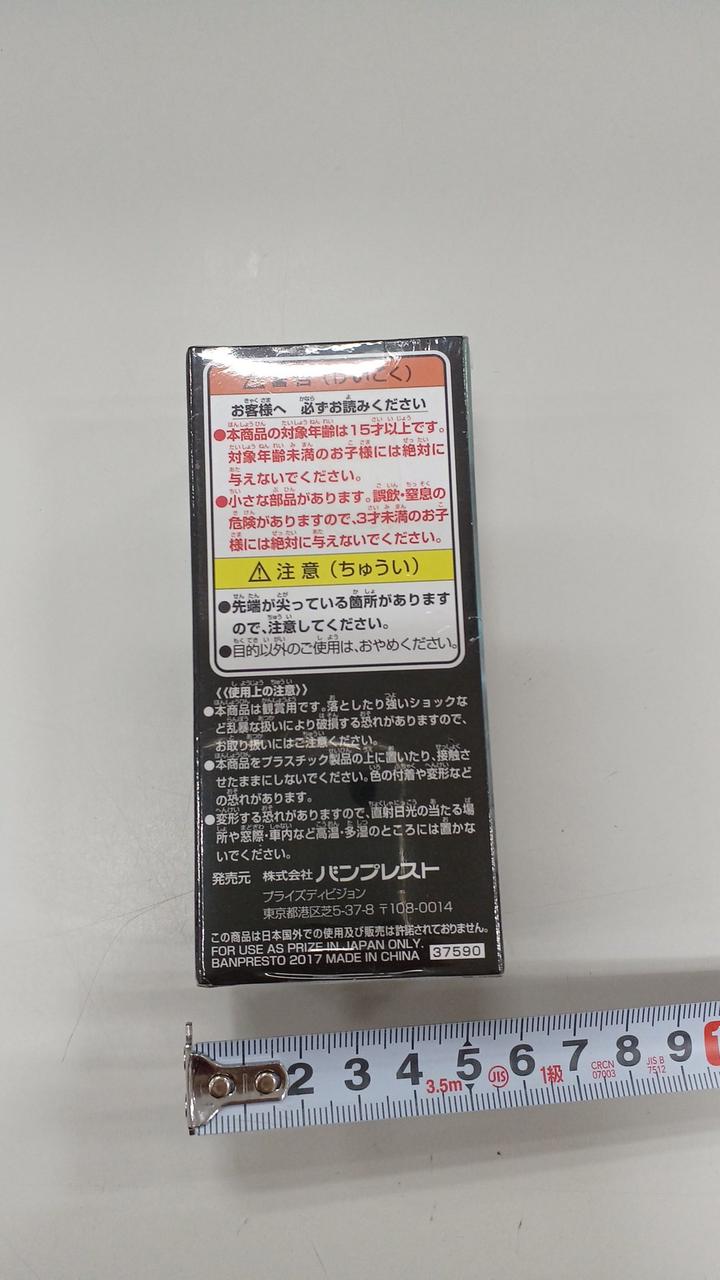 ⚠警告（けいこく）
お客様へ 必ずお読みください
●本商品の対象年齢は15才以上です。
対象年齢未満のお子様には絶対に
与えないでください。
●小さな部品があります。誤飲・窒息の
危険がありますので、3才未満のお子
様には絶対に与えないでください。
⚠注意（ちゅうい）
●先端が尖っている箇所があります
ので、注意してください。
●目的以外のご使用は、おやめください。
《使用上の注意》
●本商品は観賞用です。落としたり強いショックな
ど乱暴な扱いにより破損する恐れがありますので、
お取り扱いにはご注意ください。
●本商品をプラスチック製品の上に置いたり、接触さ
せたままにしないでください。色の付着や変形など
の恐れがあります。
●変形する恐れがありますので、直射日光の当たる場
所や窓際・車内など高温・多湿のところには置かな
いでください。
発売元 株式会社 バンプレスト
プライズディビジョン
東京都港区芝5-37-8 〒108-0014
この商品は日本国外での使用及び販売は許諾されておりません。
FOR USE AS PRIZE IN JAPAN ONLY.
BANPRESTO 2017 MADE IN CHINA 37590
2 3 4 5 6 7 8 9 1
3.5m JIS 1級 CRCN 07003 JIS B 7512